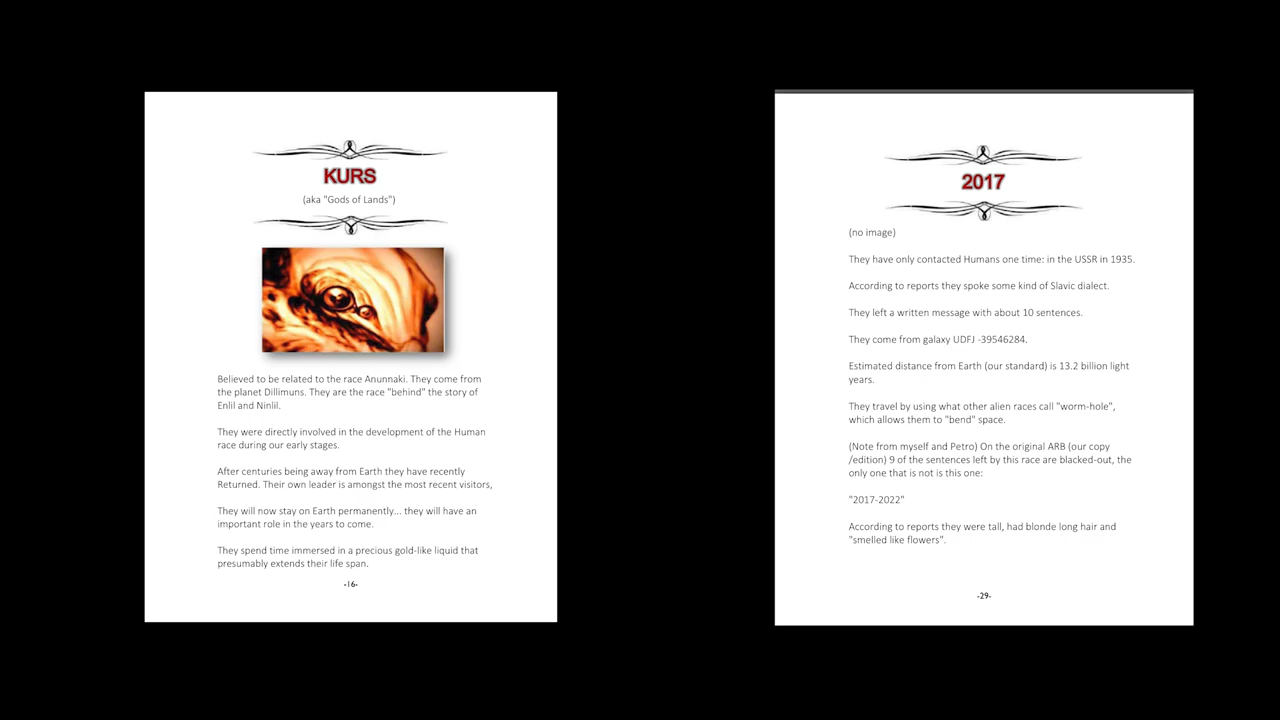 KURS
(aka "Gods of Lands")
Believed to be related to the race Anunnaki. They come from
the planet Dillimuns. They are the race "behind" the story of
Enlil and Ninlil.
They were directly involved in the development of the Human
race during our early stages.
After centuries being away from Earth they have recently
Returned. Their own leader is amongst the most recent visitors,
They will now stay on Earth permanently... they will have an
important role in the years to come.
They spend time immersed in a precious gold-like liquid that
presumably extends their life span.
-16-
2017
(no image)
They have only contacted Humans one time: in the USSR in 1935.
According to reports they spoke some kind of Slavic dialect.
They left a written message with about 10 sentences.
They come from galaxy UDFJ -39546284.
Estimated distance from Earth (our standard) is 13.2 billion light
years.
They travel by using what other alien races call "worm-hole",
which allows them to "bend" space.
(Note from myself and Petro) On the original ARB (our copy
/edition) 9 of the sentences left by this race are blacked-out, the
only one that is not is this one:
"2017-2022"
According to reports they were tall, had blonde long hair and
"smelled like flowers".
-29-